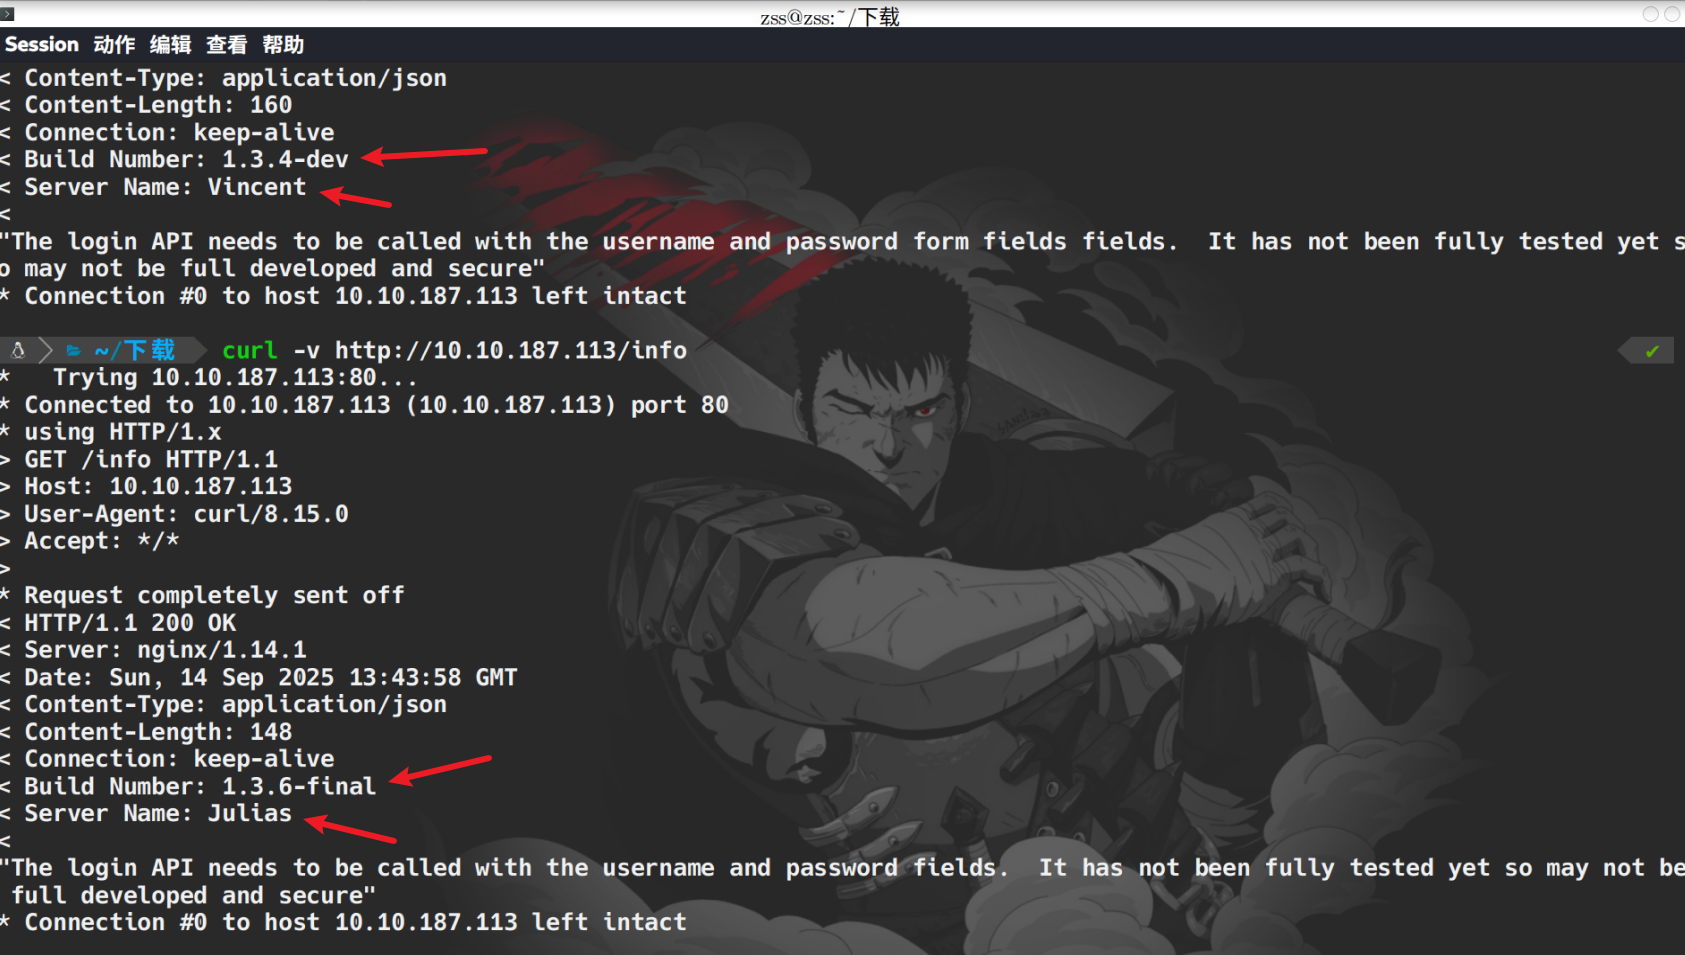 zss@zss:~/下载
Session 动作 编辑 查看 帮助
< Content-Type: application/json
< Content-Length: 160
< Connection: keep-alive
< Build Number: 1.3.4-dev
< Server Name: Vincent
<
"The login API needs to be called with the username and password form fields fields.  It has not been fully tested yet s
o may not be full developed and secure"
* Connection #0 to host 10.10.187.113 left intact
~/下载 curl -v http://10.10.187.113/info ✔
*   Trying 10.10.187.113:80...
* Connected to 10.10.187.113 (10.10.187.113) port 80
* using HTTP/1.x
> GET /info HTTP/1.1
> Host: 10.10.187.113
> User-Agent: curl/8.15.0
> Accept: */*
>
* Request completely sent off
< HTTP/1.1 200 OK
< Server: nginx/1.14.1
< Date: Sun, 14 Sep 2025 13:43:58 GMT
< Content-Type: application/json
< Content-Length: 148
< Connection: keep-alive
< Build Number: 1.3.6-final
< Server Name: Julias
<
"The login API needs to be called with the username and password fields.  It has not been fully tested yet so may not be
 full developed and secure"
* Connection #0 to host 10.10.187.113 left intact